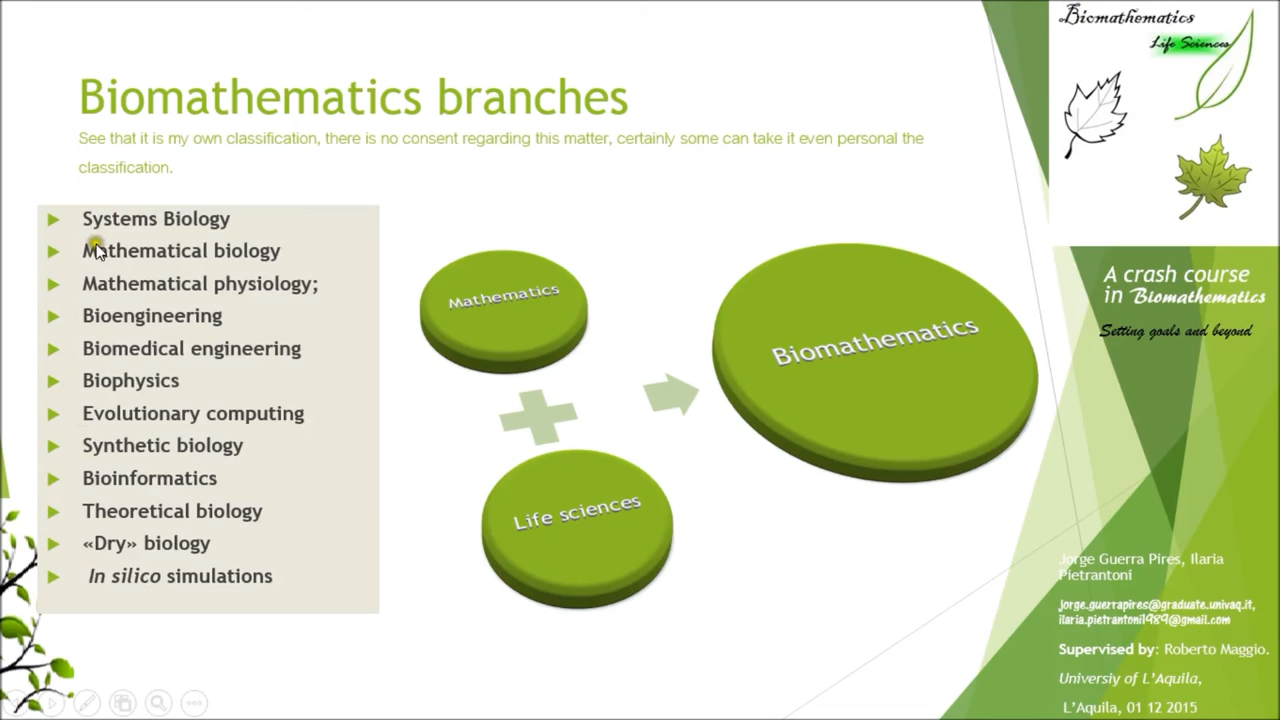 Biomathematics branches
See that it is my own classification, there is no consent regarding this matter, certainly some can take it even personal the
classification.
Systems Biology
Mathematical biology
Mathematical physiology;
Bioengineering
Biomedical engineering
Biophysics
Evolutionary computing
Synthetic biology
Bioinformatics
Theoretical biology
«Dry» biology
In silico simulations
Mathematics
Life sciences
Biomathematics
Biomathematics
Life Sciences
A crash course
in Biomathematics
Setting goals and beyond
Jorge Guerra Pires, Ilaria
Pietrantoni
jorge.guerrapires@graduate.univaq.it,
ilaria.pietrantoni1989@gmail.com
Supervised by: Roberto Maggio.
Universiy of L'Aquila,
L'Aquila, 01 12 2015